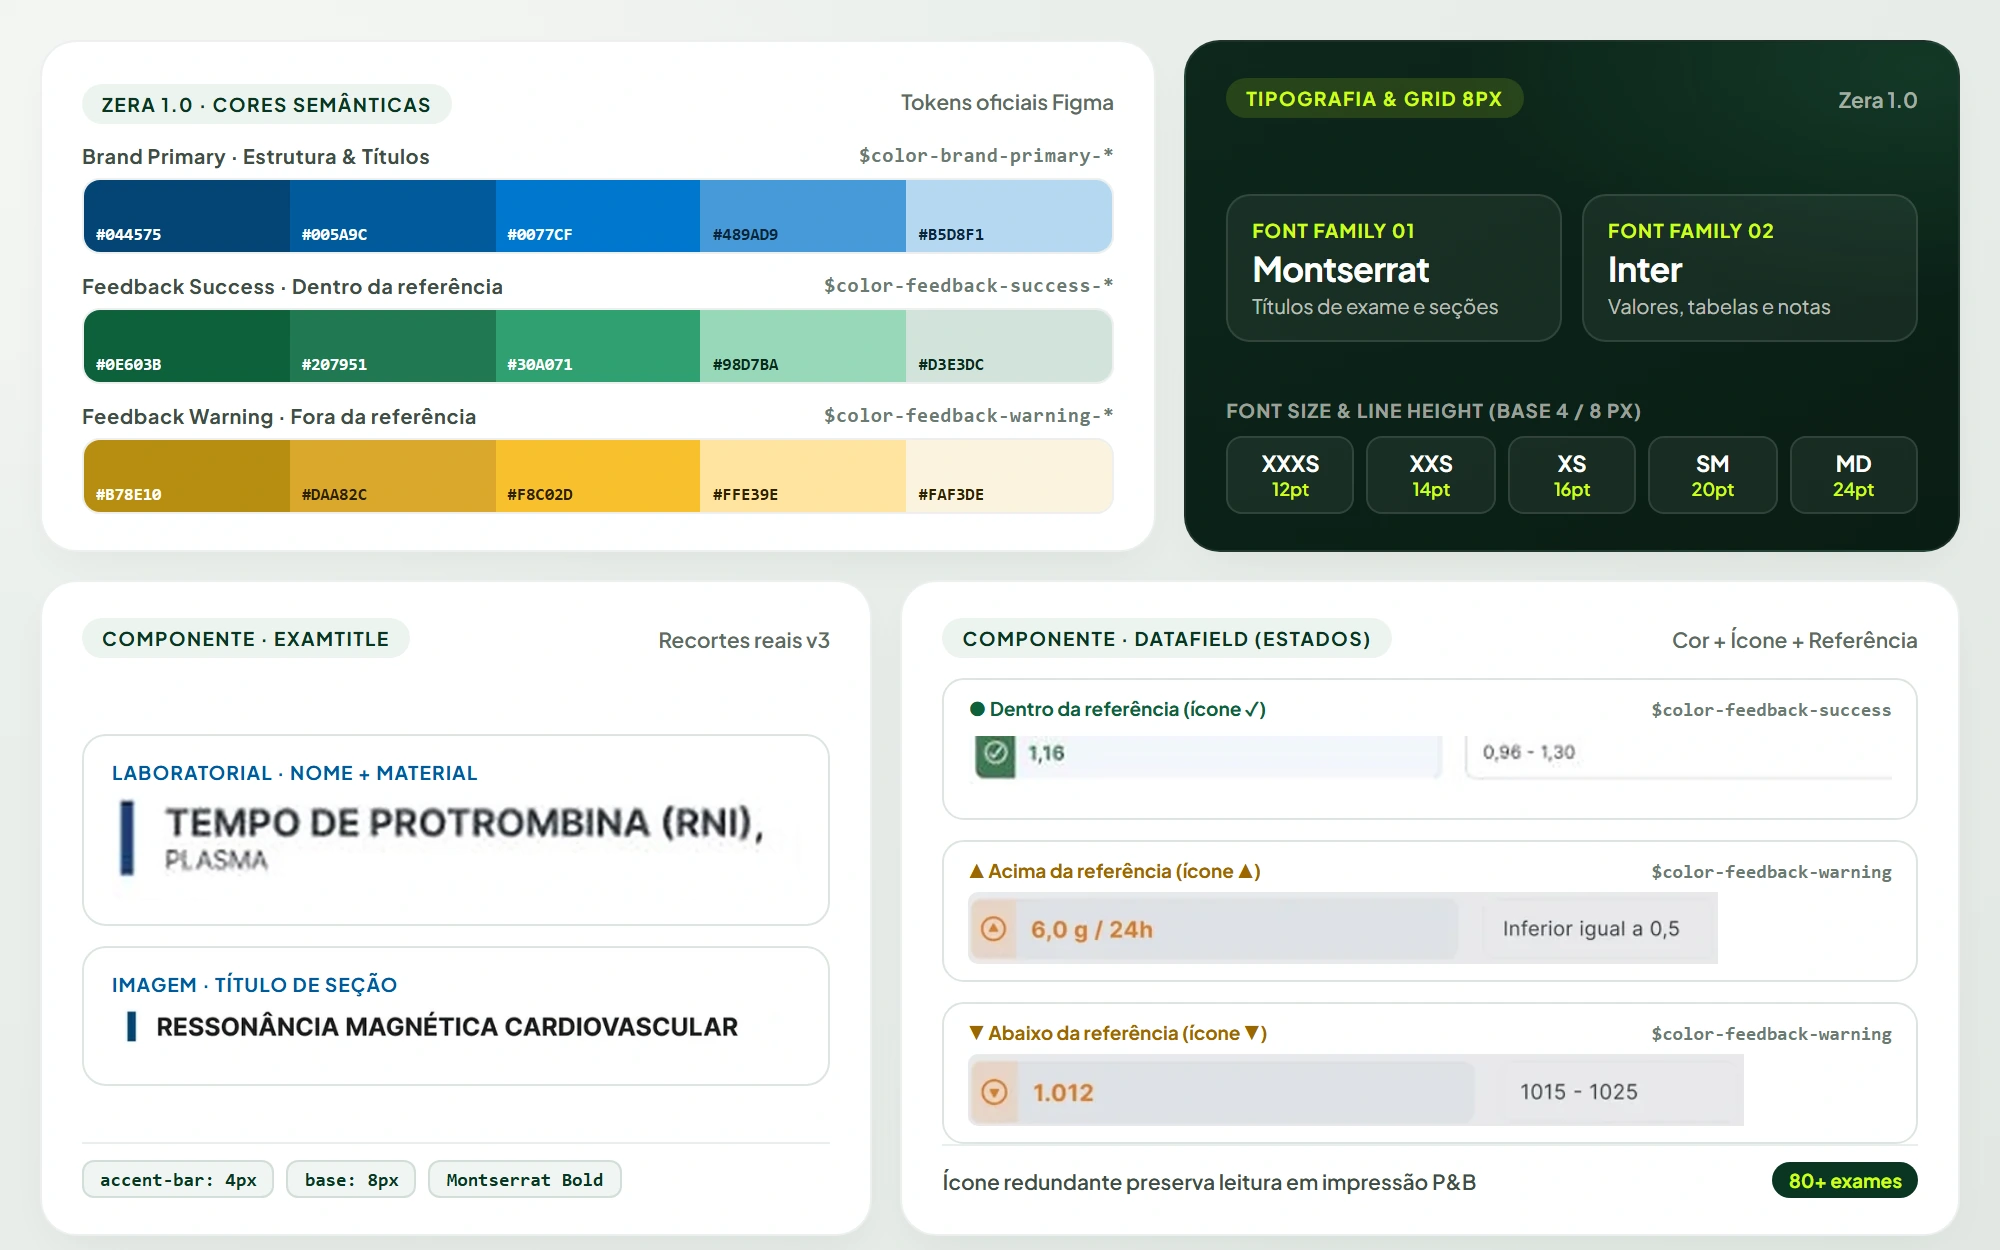 ZERA 1.0 · CORES SEMÂNTICAS
Tokens oficiais Figma
Brand Primary · Estrutura & Títulos
$color-brand-primary-*
#044575
#005A9C
#0077CF
#489AD9
#B5D8F1
Feedback Success · Dentro da referência
$color-feedback-success-*
#0E603B
#207951
#30A071
#98D7BA
#D3E3DC
Feedback Warning · Fora da referência
$color-feedback-warning-*
#B78E10
#DAA82C
#F8C02D
#FFE39E
#FAF3DE
TIPOGRAFIA & GRID 8PX
Zera 1.0
FONT FAMILY 01
Montserrat
Títulos de exame e seções
FONT FAMILY 02
Inter
Valores, tabelas e notas
FONT SIZE & LINE HEIGHT (BASE 4 / 8 PX)
XXXS
12pt
XXS
14pt
XS
16pt
SM
20pt
MD
24pt
COMPONENTE · EXAMTITLE
Recortes reais v3
LABORATORIAL · NOME + MATERIAL
TEMPO DE PROTROMBINA (RNI),
PLASMA
IMAGEM · TÍTULO DE SEÇÃO
RESSONÂNCIA MAGNÉTICA CARDIOVASCULAR
accent-bar: 4px
base: 8px
Montserrat Bold
COMPONENTE · DATAFIELD (ESTADOS)
Cor + Ícone + Referência
● Dentro da referência (ícone ✓)
$color-feedback-success
1,16
0,96 - 1,30
▲ Acima da referência (ícone ▲)
$color-feedback-warning
6,0 g / 24h
Inferior igual a 0,5
▼ Abaixo da referência (ícone ▼)
$color-feedback-warning
1.012
1015 - 1025
Ícone redundante preserva leitura em impressão P&B
80+ exames